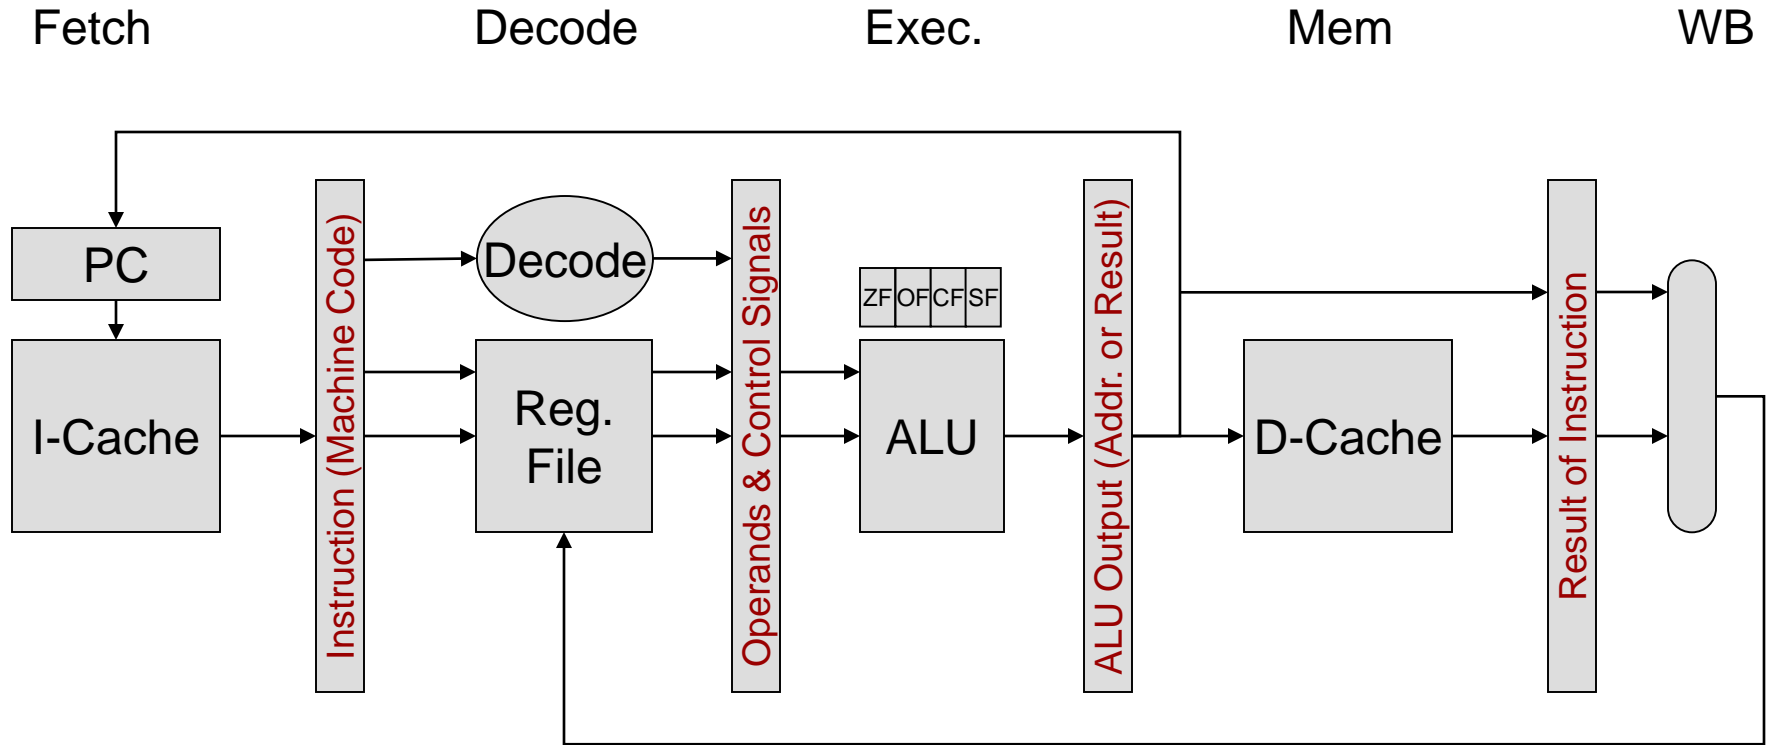 Fetch
Decode
Exec.
Mem
WB
PC
I-Cache
Instruction (Machine Code)
Decode
Reg.
File
Operands & Control Signals
ZF
OF
CF
SF
ALU
ALU Output (Addr. or Result)
D-Cache
Result of Instruction